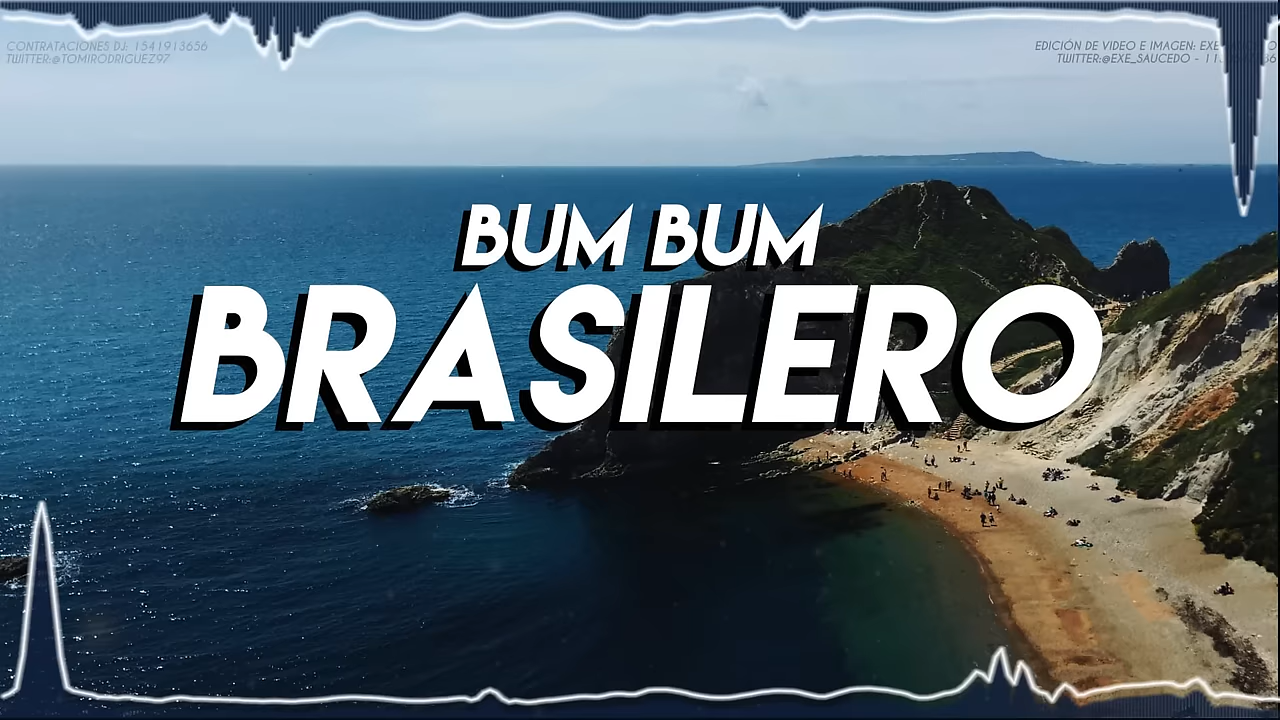 CONTRATACIONES DJ: 1541913656
TWITTER:@TOMIRODRIGUEZ97
EDICIÓN DE VIDEO E IMAGEN: EXE
TWITTER:@EXE_SAUCEDO - 11
BUM BUM
BRASILERO